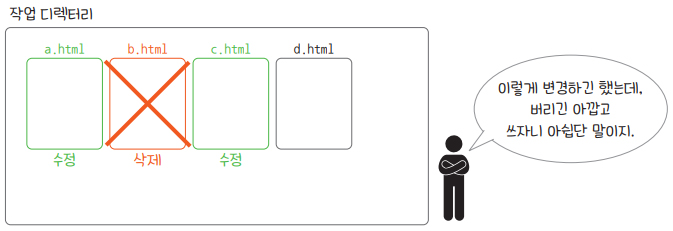 작업 디렉터리
a.html b.html c.html d.html
수정 삭제 수정
이렇게 변경하긴 했는데,
버리긴 아깝고
쓰자니 아쉽단 말이지.